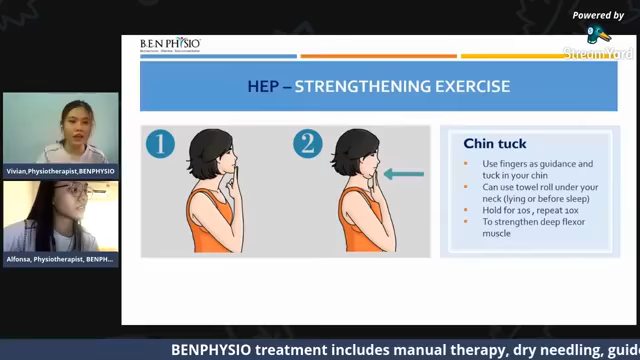 Powered by
StreamYard
B.E.N PHYSIO
HEP – STRENGTHENING EXERCISE
1
2
Chin tuck
Use fingers as guidance and
tuck in your chin
Can use towel roll under your
neck (lying or before sleep)
Hold for 10s, repeat 10x
To strengthen deep flexor
muscle
Vivian,Physiotherapist,BENPHYSIO
Alfonsa, Physiotherapist, BENPH...
BENPHYSIO treatment includes manual therapy, dry needling, guide